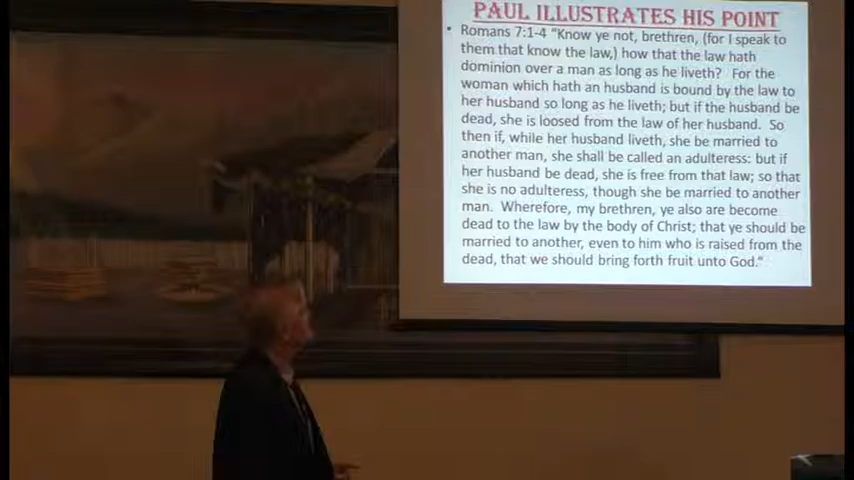 PAUL ILLUSTRATES HIS POINT
• Romans 7:1-4 "Know ye not, brethren, (for I speak to
them that know the law,) how that the law hath
dominion over a man as long as he liveth?  For the
woman which hath an husband is bound by the law to
her husband so long as he liveth; but if the husband be
dead, she is loosed from the law of her husband.  So
then if, while her husband liveth, she be married to
another man, she shall be called an adulteress: but if
her husband be dead, she is free from that law; so that
she is no adulteress, though she be married to another
man.  Wherefore, my brethren, ye also are become
dead to the law by the body of Christ; that ye should be
married to another, even to him who is raised from the
dead, that we should bring forth fruit unto God."